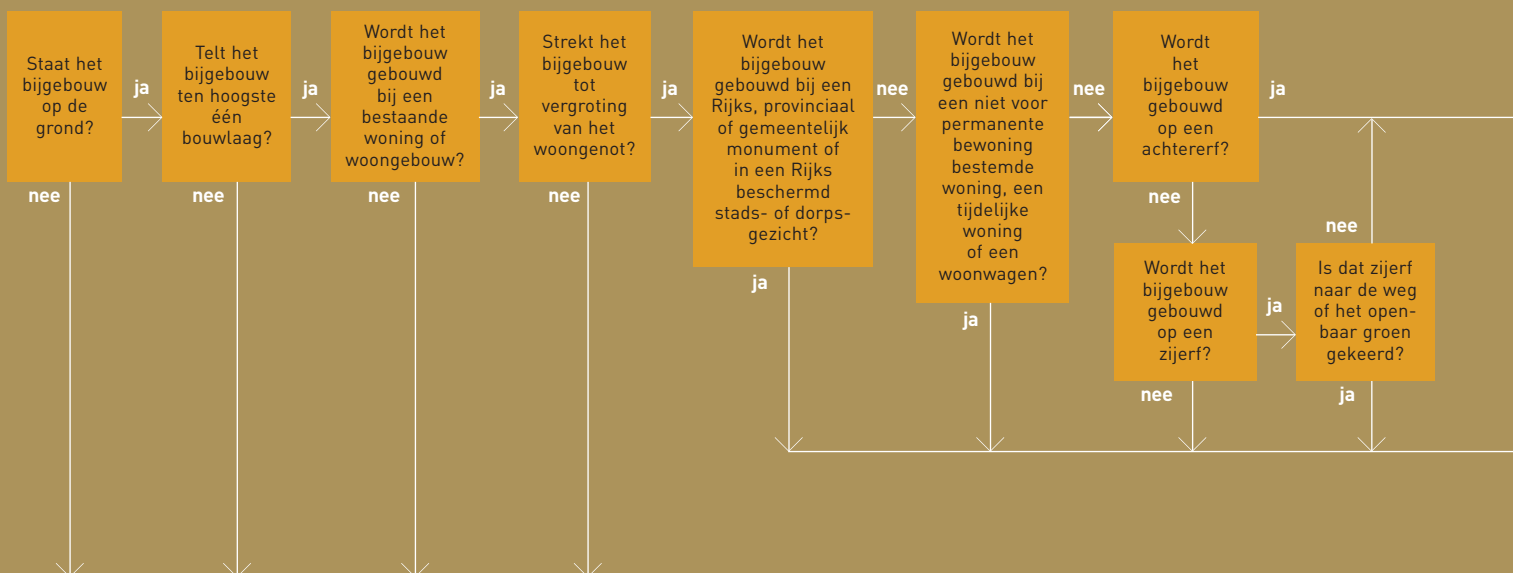 Staat het
bijgebouw
op de
grond?
ja
nee
Telt het
bijgebouw
ten hoogste
één
bouwlaag?
ja
nee
Wordt het
bijgebouw
gebouwd
bij een
bestaande
woning of
woongebouw?
ja
nee
Strekt het
bijgebouw
tot
vergroting
van het
woongenot?
ja
nee
Wordt het
bijgebouw
gebouwd bij een
Rijks, provinciaal
of gemeentelijk
monument of
in een Rijks
beschermd
stads- of dorps-
gezicht?
nee
ja
Wordt het
bijgebouw
gebouwd bij
een niet voor
permanente
bewoning
bestemde
woning, een
tijdelijke
woning
of een
woonwagen?
nee
ja
Wordt
het
bijgebouw
gebouwd
op een
achtererf?
ja
nee
Wordt het
bijgebouw
gebouwd
op een
zijerf?
ja
nee
Is dat zijerf
naar de weg
of het open-
baar groen
gekeerd?
nee
ja